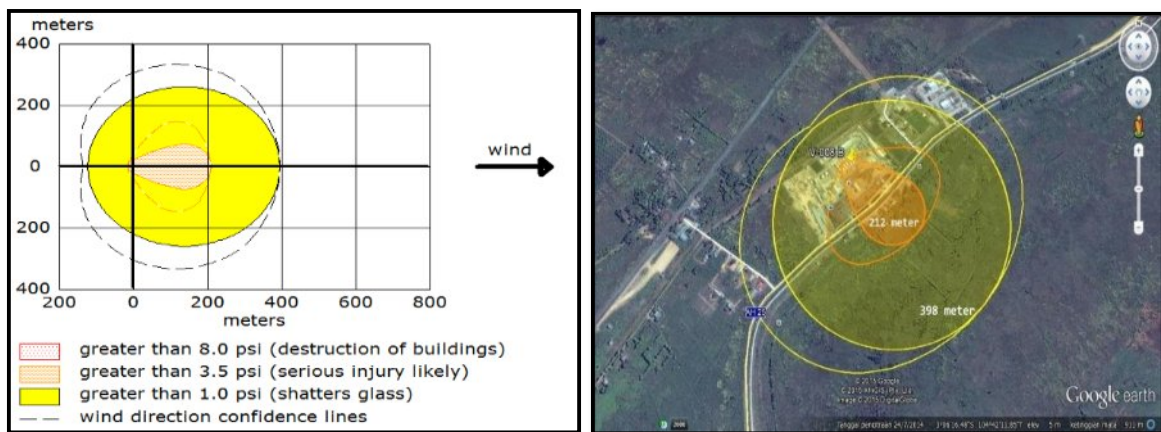 meters
400
200
0
200
400
200 0 200 400 600 800
meters
wind
greater than 8.0 psi (destruction of buildings)
greater than 3.5 psi (serious injury likely)
greater than 1.0 psi (shatters glass)
wind direction confidence lines
212 meter
398 meter
© 2015 Google
Google earth